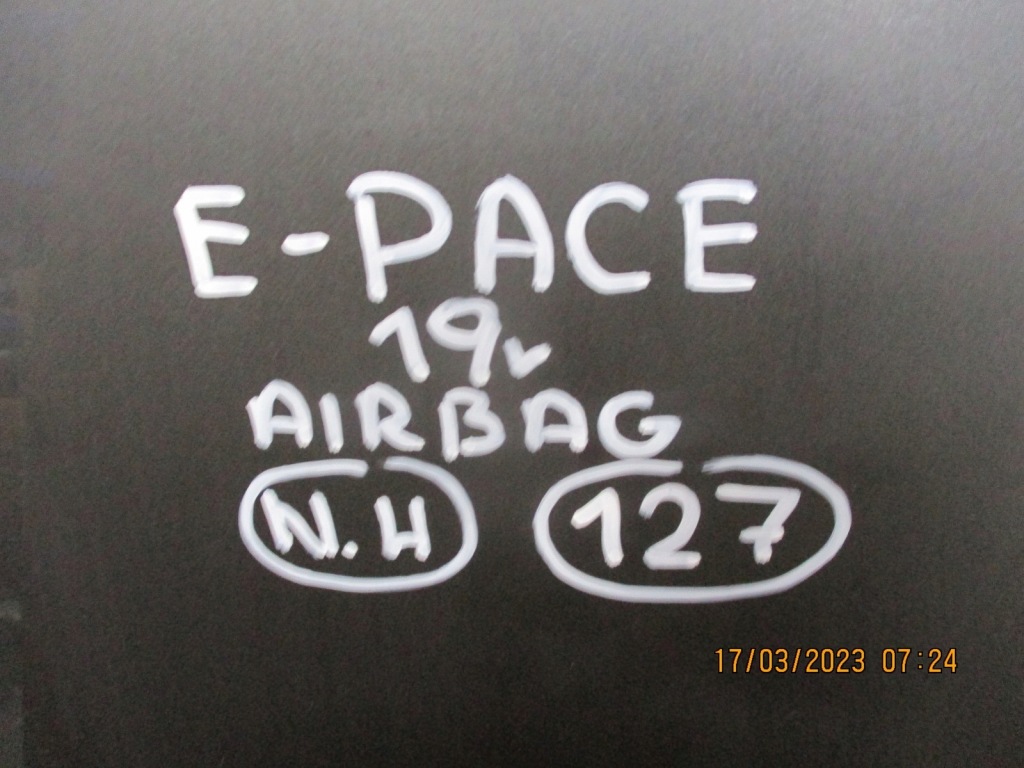 E-PACE
19v
AIRBAG
N.H 127
17/03/2023 07:24